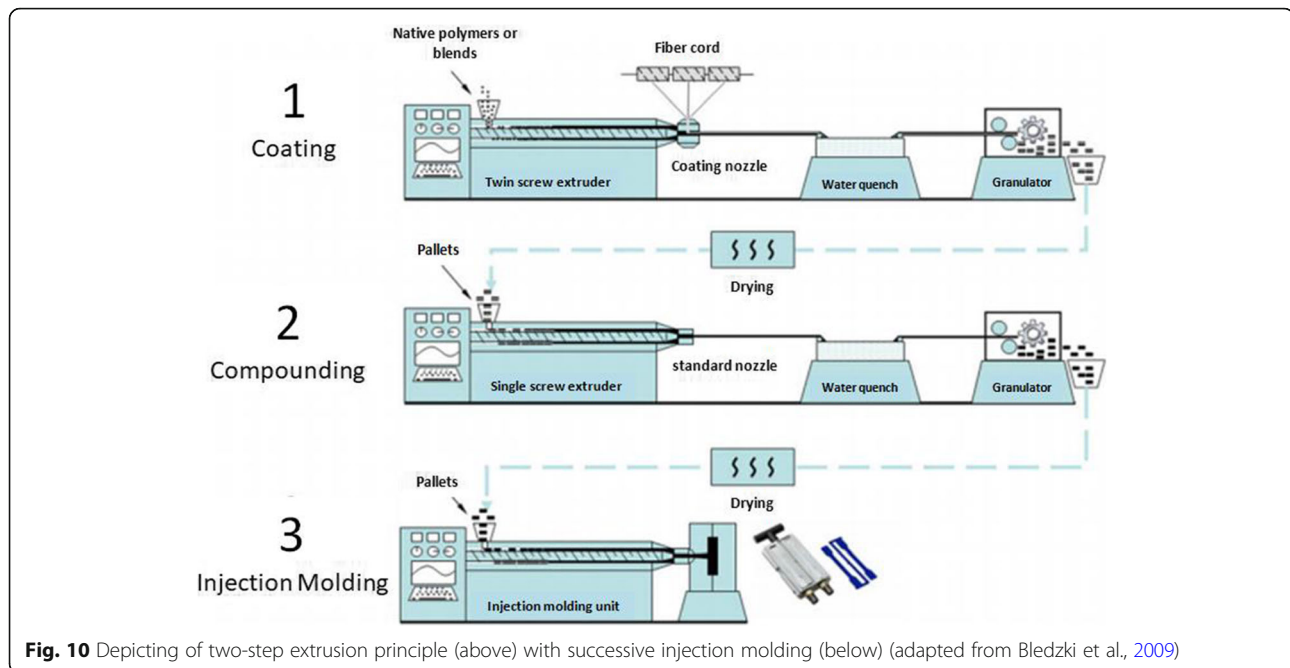 Native polymers or
blends
Fiber cord
1
Coating
Twin screw extruder
Coating nozzle
Water quench
Granulator
Pallets
Drying
2
Compounding
Single screw extruder
standard nozzle
Water quench
Granulator
Pallets
Drying
3
Injection Molding
Injection molding unit
Fig. 10 Depicting of two-step extrusion principle (above) with successive injection molding (below) (adapted from Bledzki et al., 2009)